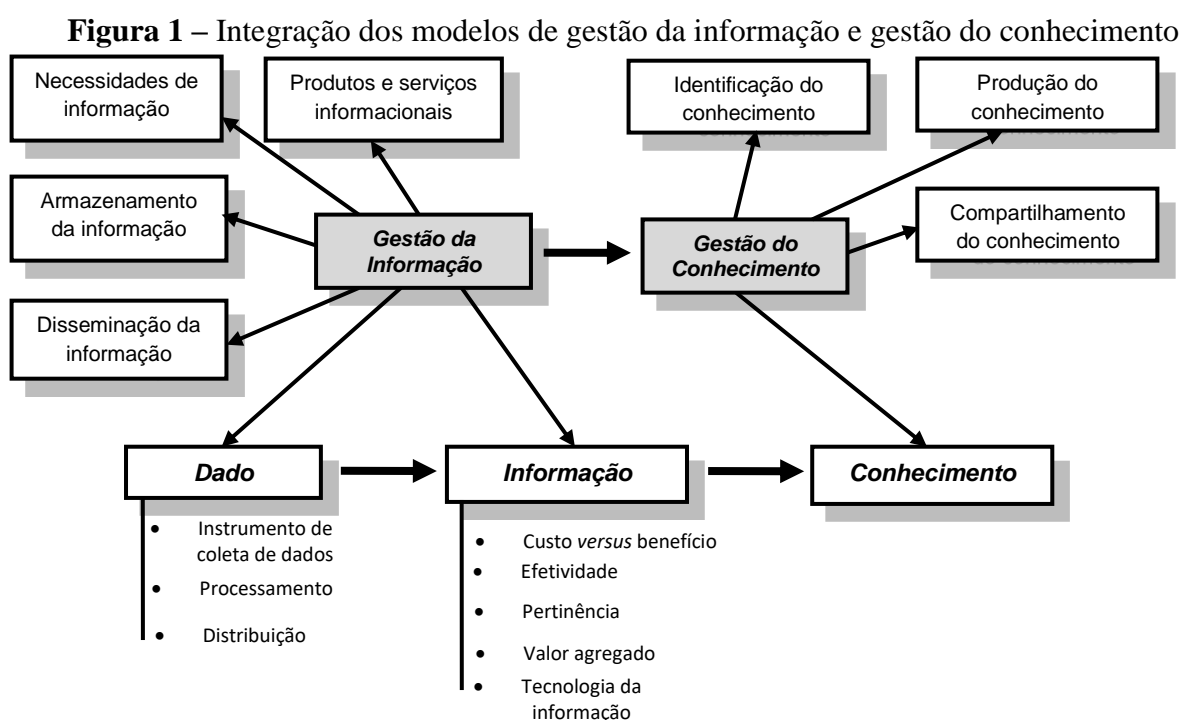 Figura 1 – Integração dos modelos de gestão da informação e gestão do conhecimento
Necessidades de
informação
Produtos e serviços
informacionais
Identificação do
conhecimento
Produção do
conhecimento
Armazenamento
da informação
Compartilhamento
do conhecimento
Gestão da
Informação
Gestão do
Conhecimento
Disseminação da
informação
Dado
Informação
Conhecimento
• Instrumento de
coleta de dados
• Processamento
• Distribuição
• Custo versus benefício
• Efetividade
• Pertinência
• Valor agregado
• Tecnologia da
informação